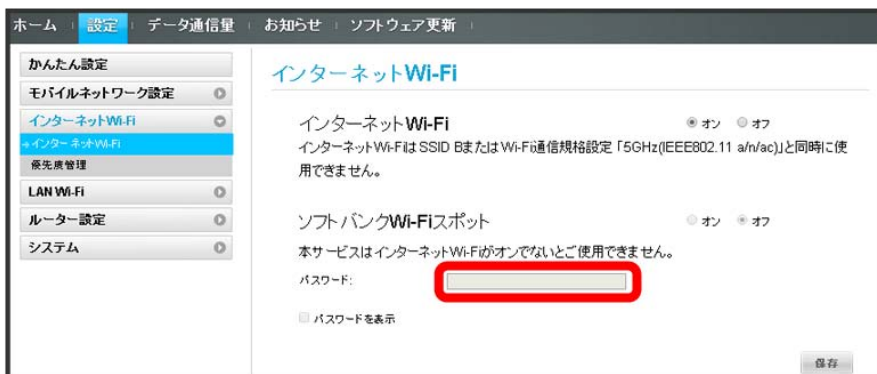 ホーム 設定 データ通信量 お知らせ ソフトウェア更新
かんたん設定
モバイルネットワーク設定
インターネットWi-Fi
インターネットWi-Fi
優先度管理
LAN Wi-Fi
ルーター設定
システム
インターネットWi-Fi
インターネットWi-Fi オン オフ
インターネットWi-FiはSSID BまたはWi-Fi通信規格設定「5GHz(IEEE802.11 a/n/ac)」と同時に使
用できません。
ソフトバンクWi-Fiスポット オン オフ
本サービスはインターネットWi-Fiがオンでないとご使用できません。
パスワード:
パスワードを表示
保存